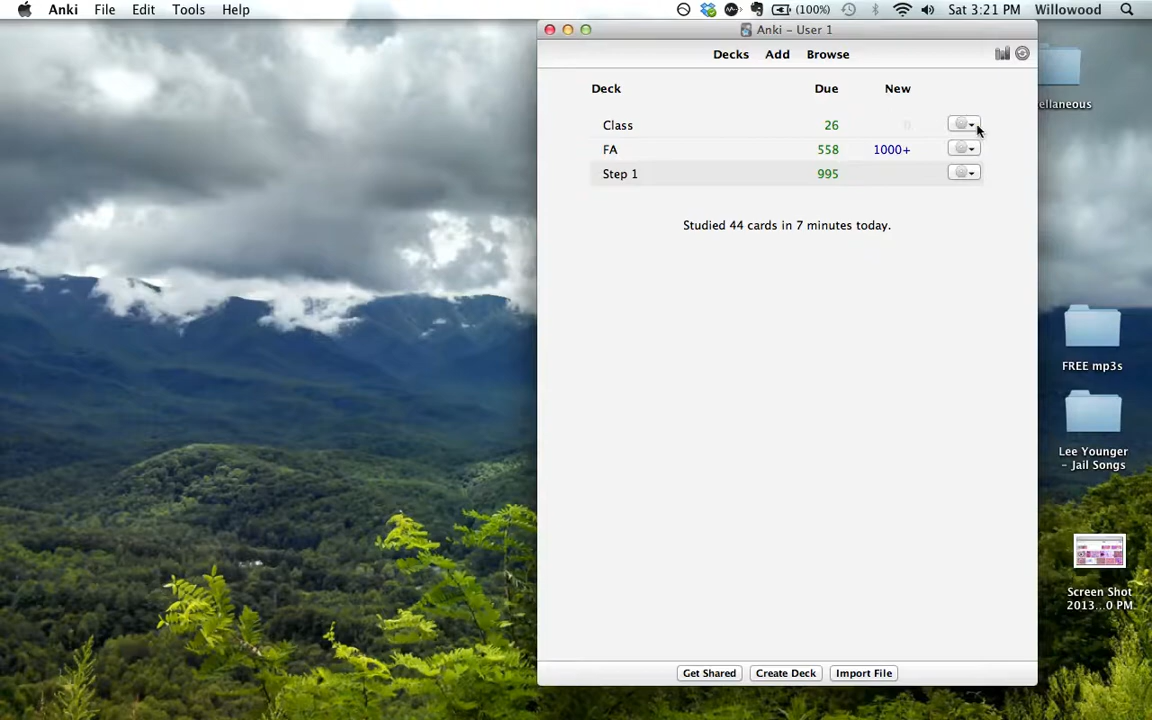 Anki File Edit Tools Help (100%) Sat 3:21 PM Willowood
Anki – User 1
Decks Add Browse
Deck Due New
Class 26 0
FA 558 1000+
Step 1 995
Studied 44 cards in 7 minutes today.
Get Shared Create Deck Import File
ellaneous
FREE mp3s
Lee Younger
– Jail Songs
Screen Shot
2013...0 PM